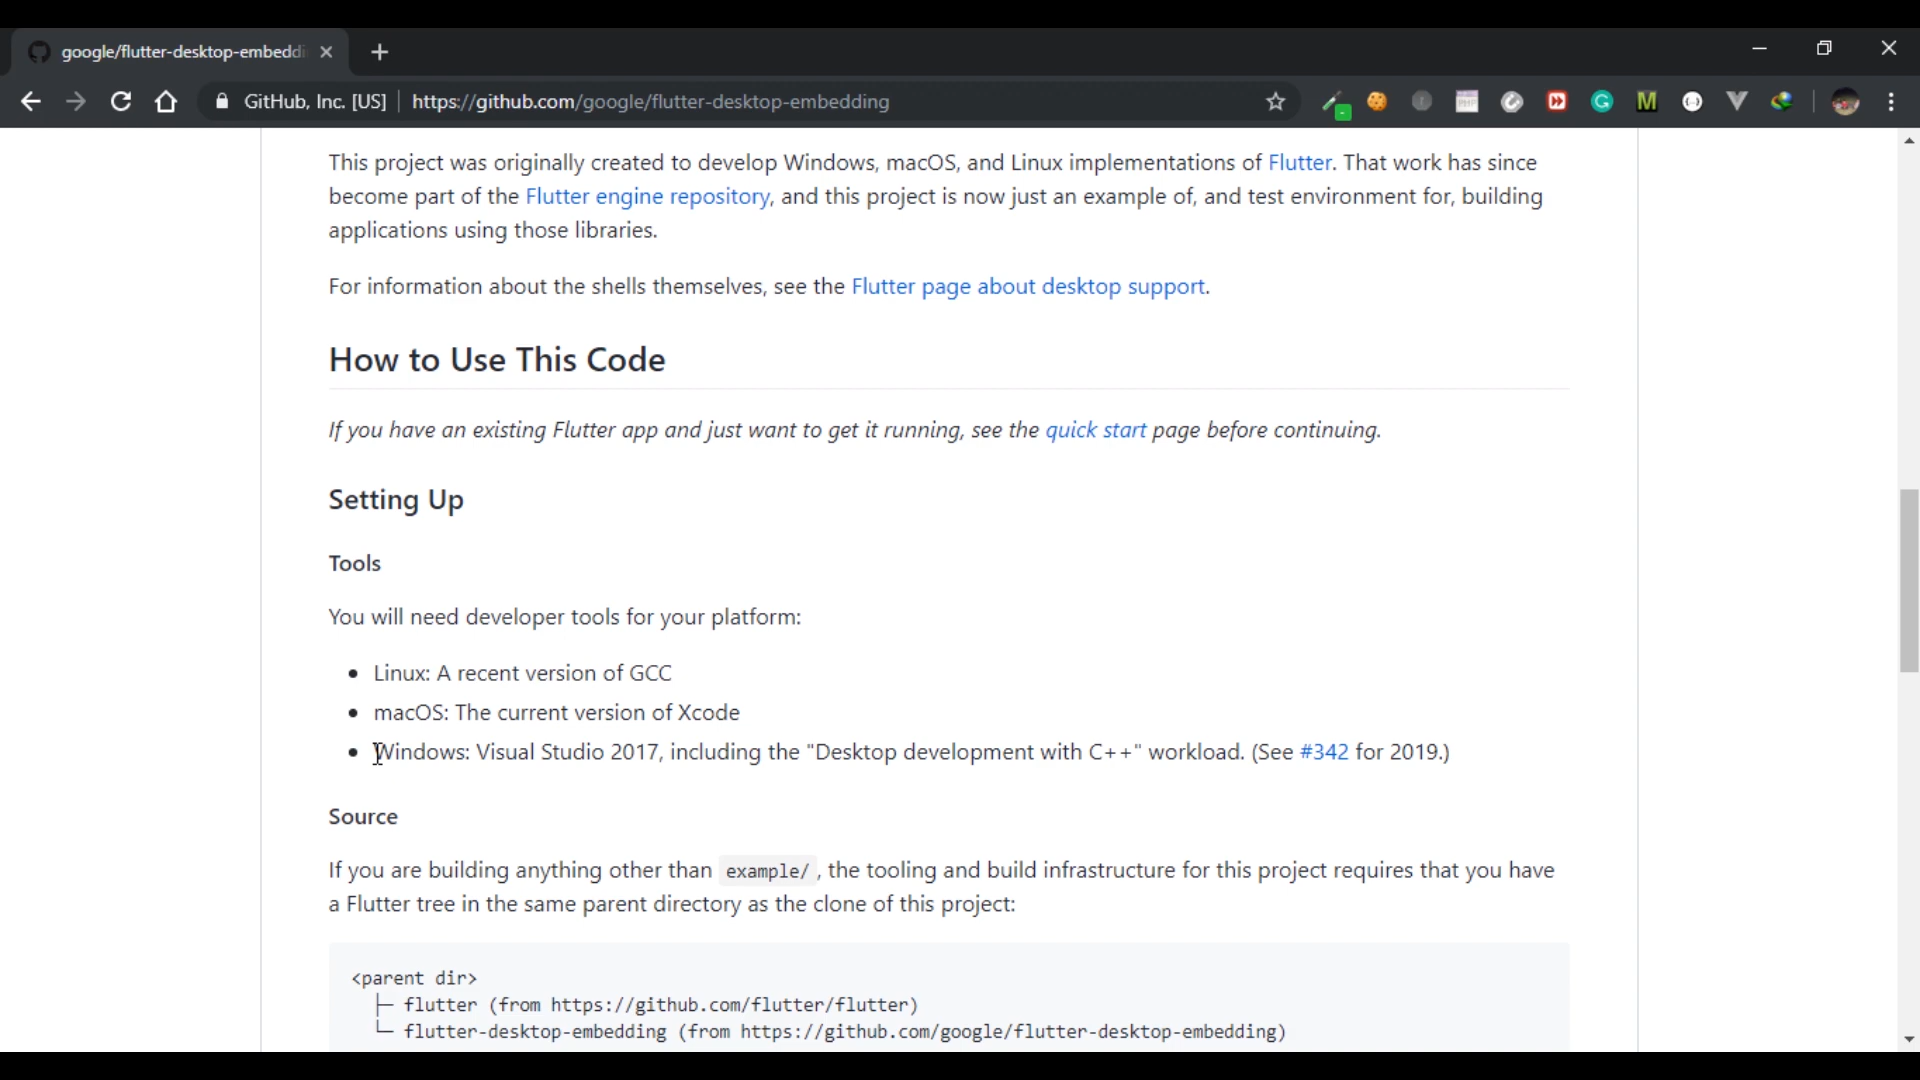 google/flutter-desktop-embeddi
GitHub, Inc. [US] https://github.com/google/flutter-desktop-embedding
This project was originally created to develop Windows, macOS, and Linux implementations of Flutter. That work has since
become part of the Flutter engine repository, and this project is now just an example of, and test environment for, building
applications using those libraries.
For information about the shells themselves, see the Flutter page about desktop support.
How to Use This Code
If you have an existing Flutter app and just want to get it running, see the quick start page before continuing.
Setting Up
Tools
You will need developer tools for your platform:
• Linux: A recent version of GCC
• macOS: The current version of Xcode
• Windows: Visual Studio 2017, including the "Desktop development with C++" workload. (See #342 for 2019.)
Source
If you are building anything other than example/ , the tooling and build infrastructure for this project requires that you have
a Flutter tree in the same parent directory as the clone of this project:
<parent dir>
├─ flutter (from https://github.com/flutter/flutter)
└─ flutter-desktop-embedding (from https://github.com/google/flutter-desktop-embedding)